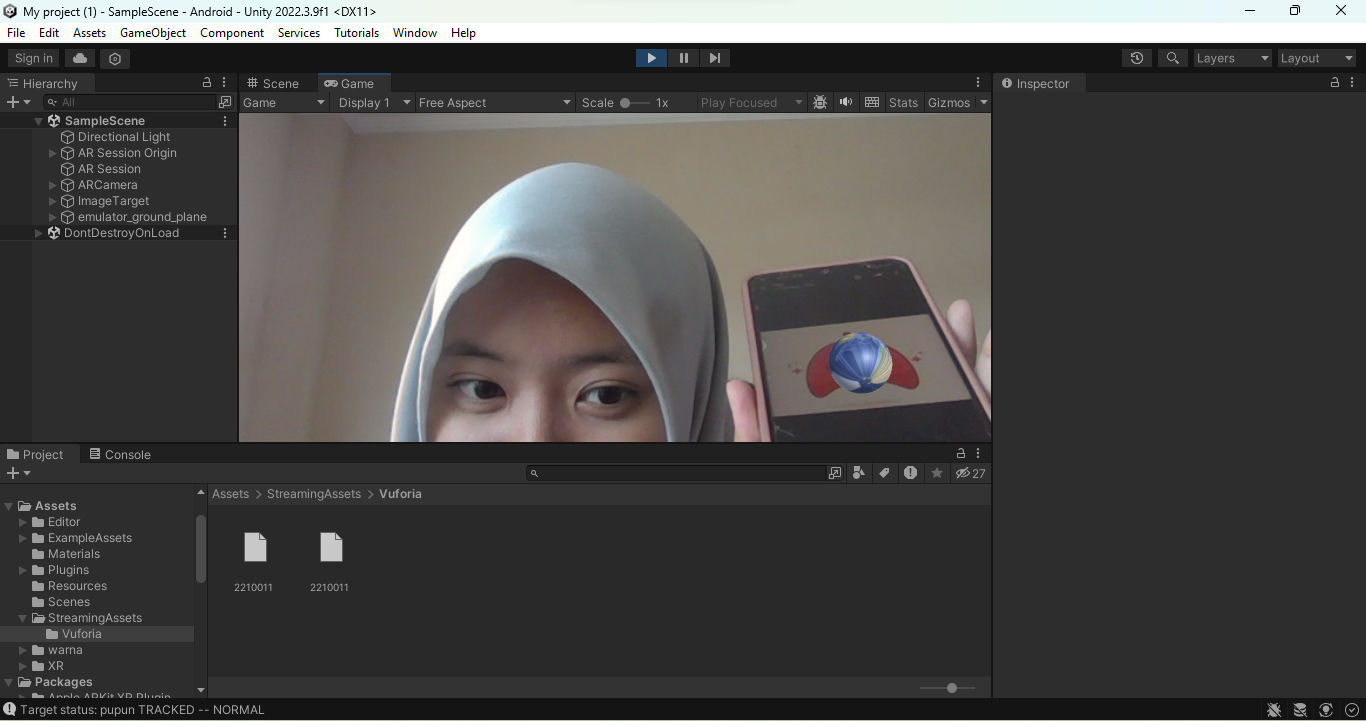 My project (1) - SampleScene - Android - Unity 2022.3.9f1 <DX11>
File Edit Assets GameObject Component Services Tutorials Window Help
Sign in Layers Layout
Hierarchy Scene Game Inspector
All Game Display 1 Free Aspect Scale 1x Play Focused Stats Gizmos
SampleScene
Directional Light
AR Session Origin
AR Session
ARCamera
ImageTarget
emulator_ground_plane
DontDestroyOnLoad
Project Console
27
Assets > StreamingAssets > Vuforia
Assets
Editor
ExampleAssets
Materials
Plugins
Resources
Scenes
StreamingAssets
Vuforia
warna
XR
Packages
Apple ARKit XR Plugin
2210011 2210011
Target status: pupun TRACKED -- NORMAL